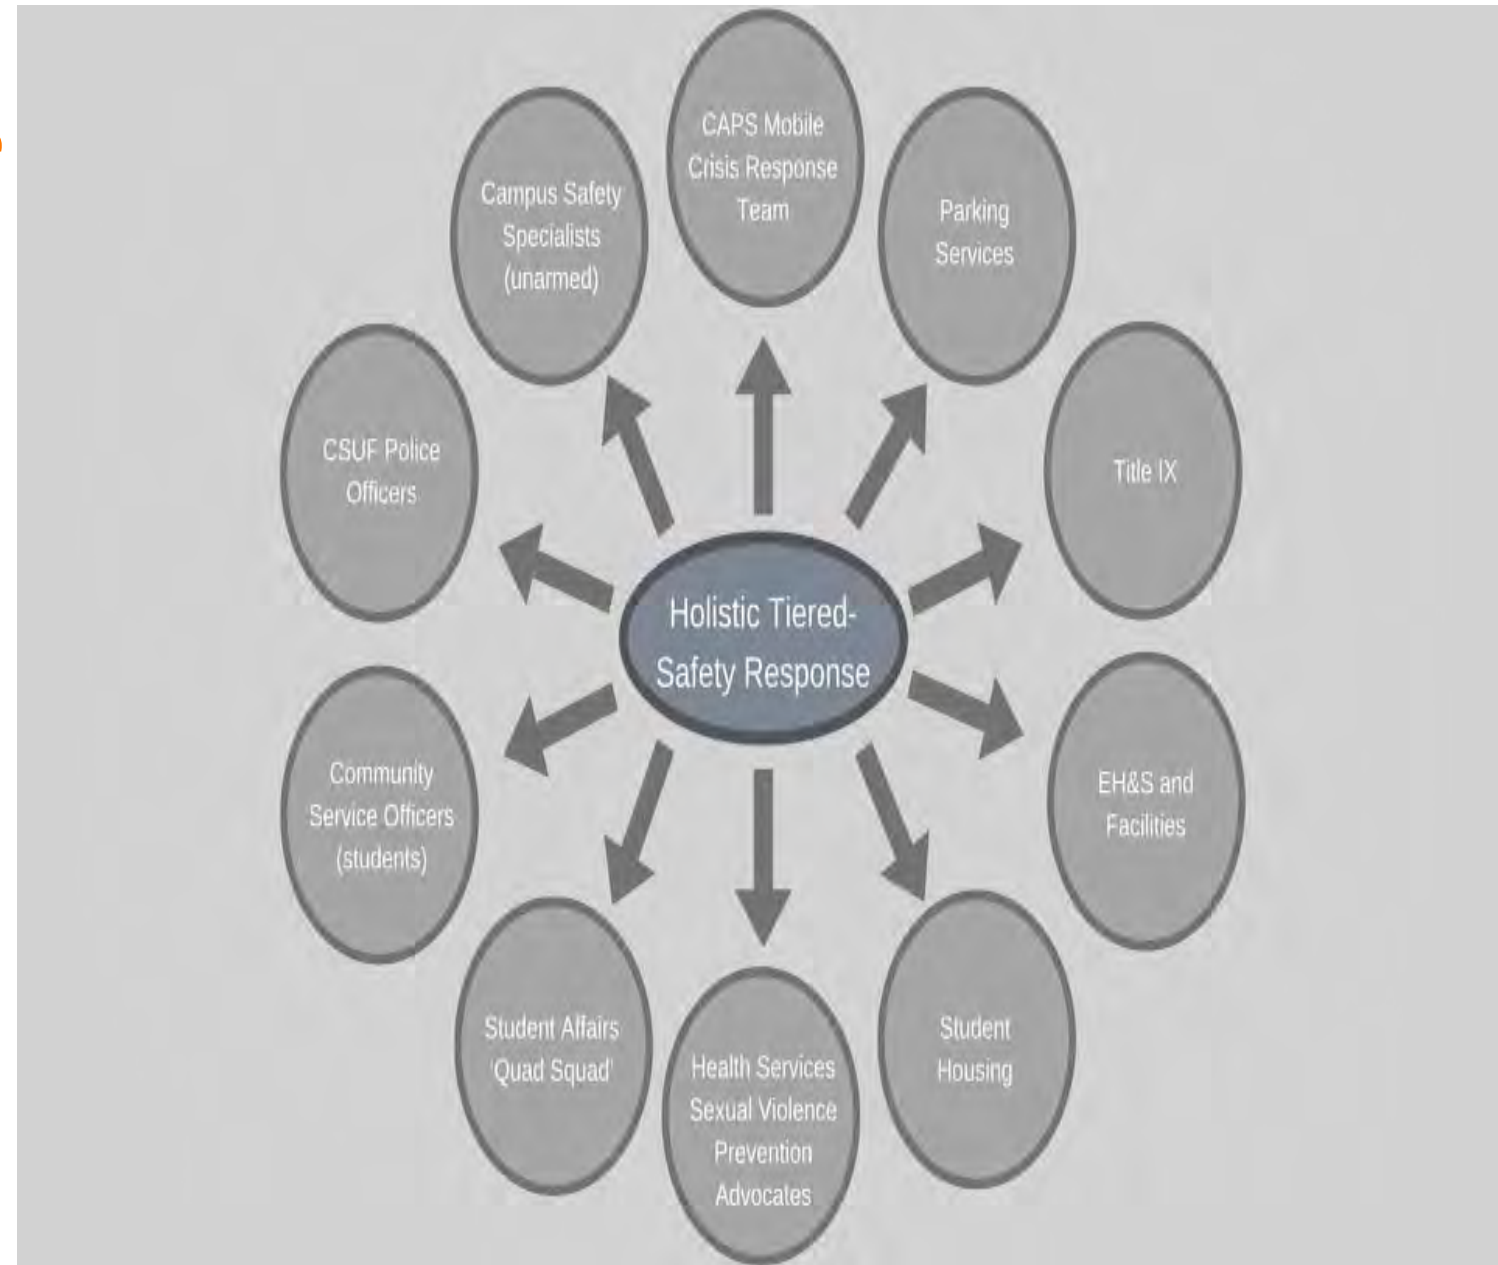 CAPS Mobile
Crisis Response
Team
Campus Safety
Specialists
(unarmed)
Parking
Services
CSUF Police
Officers
Title IX
Holistic Tiered-
Safety Response
Community
Service Officers
(students)
EH&S and
Facilities
Student Affairs
'Quad Squad'
Health Services
Sexual Violence
Prevention
Advocates
Student
Housing